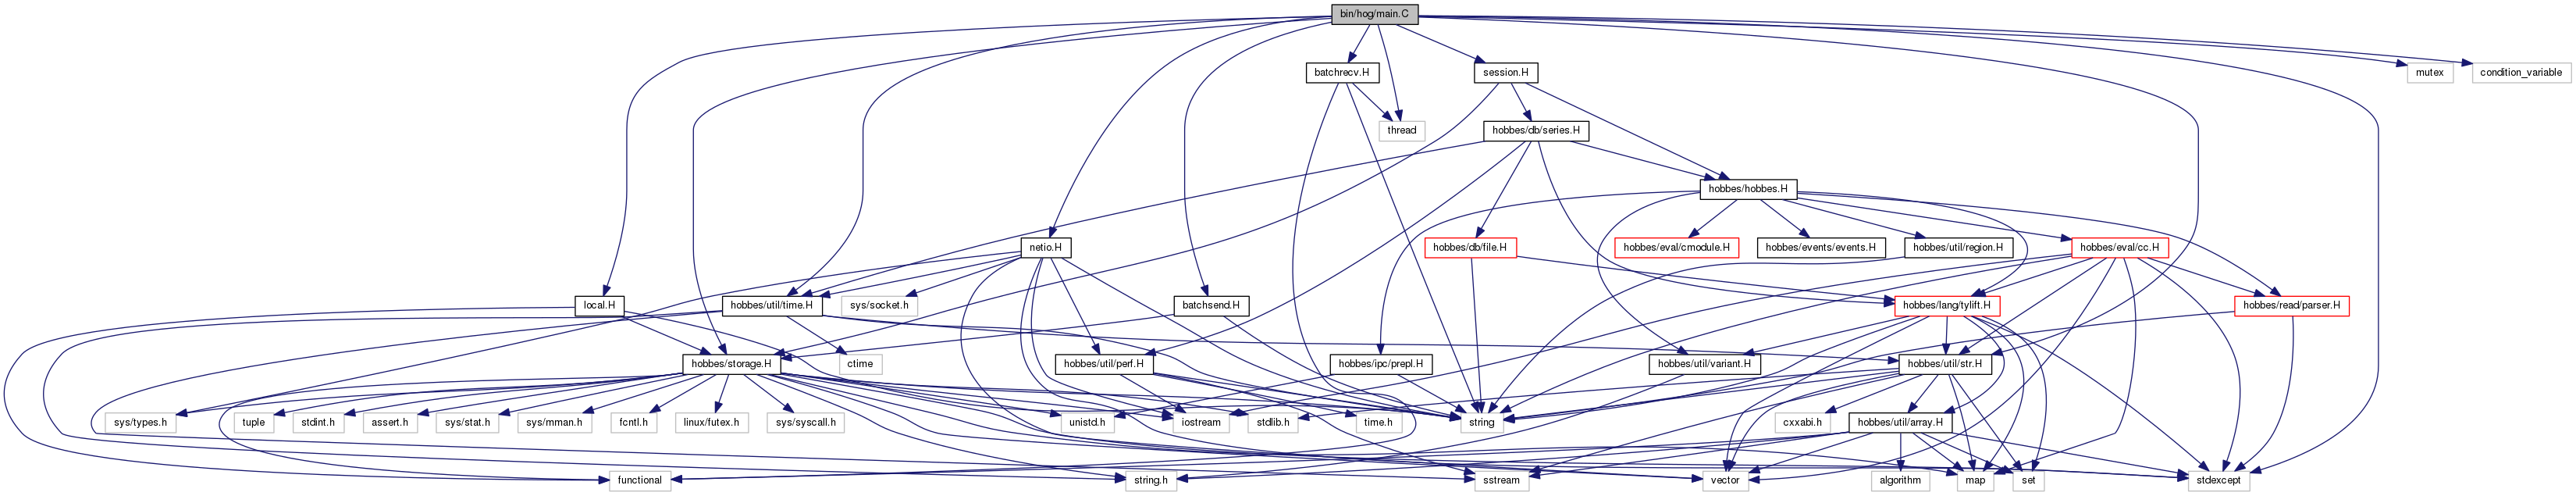 bin/hog/main.C
batchrecv.H
session.H
mutex
condition_variable
thread
hobbes/db/series.H
hobbes/hobbes.H
netio.H
hobbes/db/file.H
hobbes/eval/cmodule.H
hobbes/events/events.H
hobbes/util/region.H
hobbes/eval/cc.H
local.H
hobbes/util/time.H
sys/socket.h
batchsend.H
hobbes/lang/tylift.H
hobbes/read/parser.H
hobbes/storage.H
ctime
hobbes/util/perf.H
hobbes/ipc/prepl.H
hobbes/util/variant.H
hobbes/util/str.H
sys/types.h
tuple
stdint.h
assert.h
sys/stat.h
sys/mman.h
fcntl.h
linux/futex.h
sys/syscall.h
unistd.h
iostream
stdlib.h
time.h
string
cxxabi.h
hobbes/util/array.H
functional
string.h
sstream
vector
algorithm
map
set
stdexcept